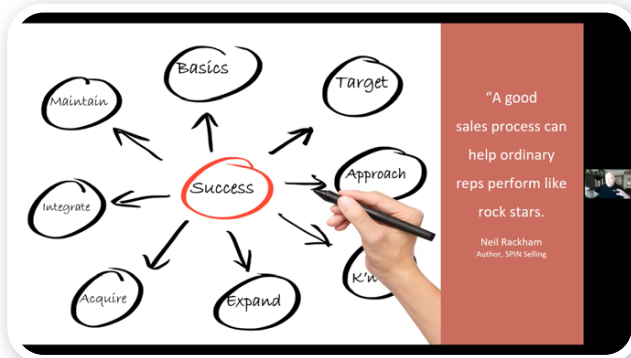 Basics
Target
Maintain
Approach
Success
Integrate
K'n
Acquire
Expand
“A good
sales process can
help ordinary
reps perform like
rock stars.
Neil Rackham
Author, SPIN Selling